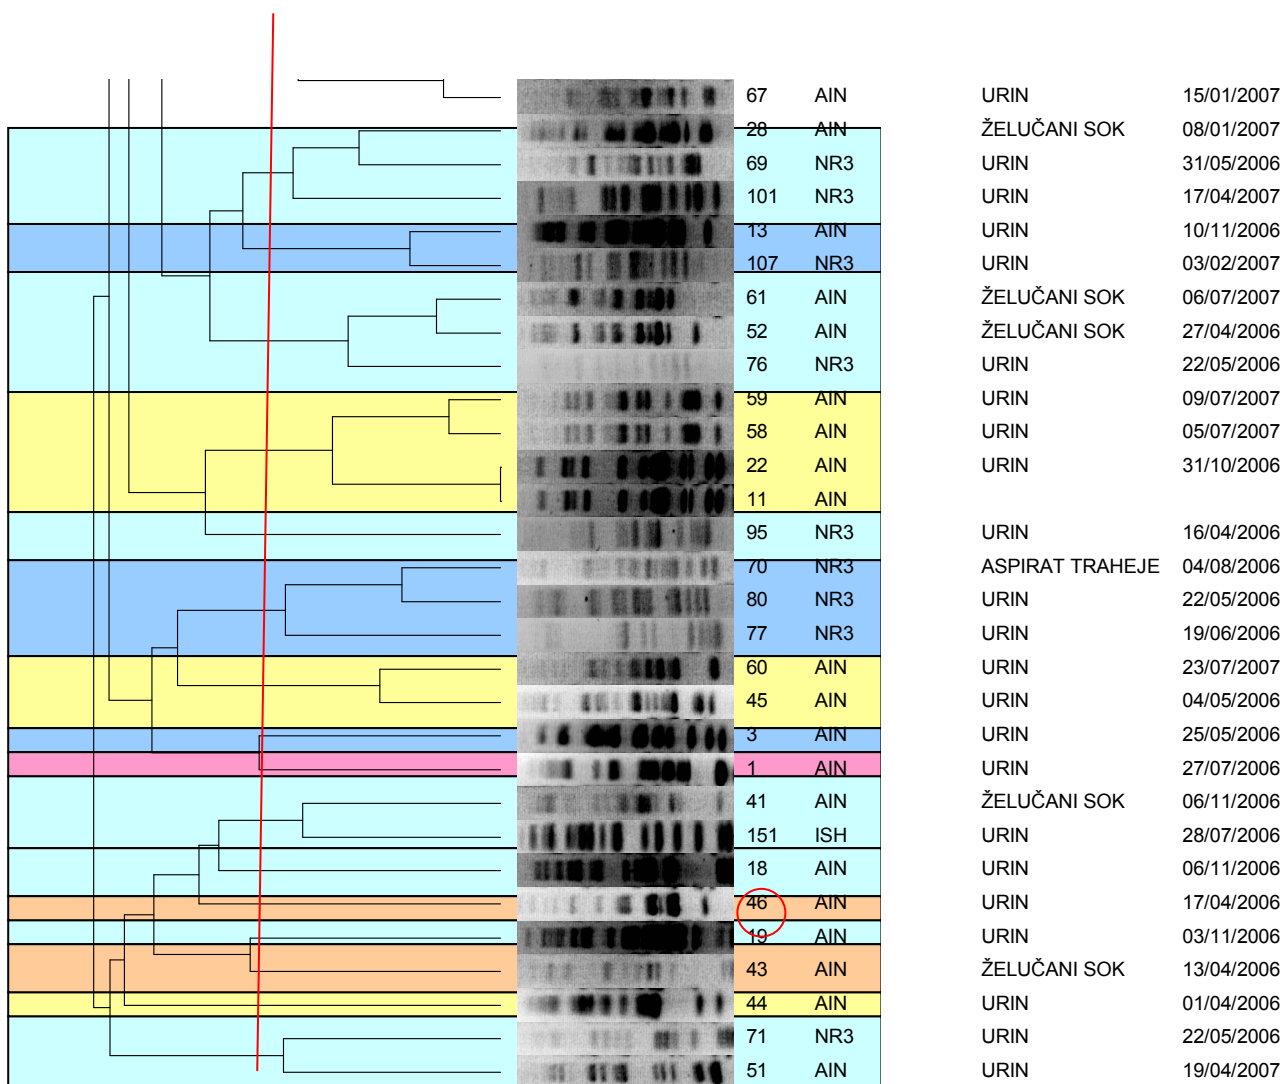 67 AIN URIN 15/01/2007
28 AIN ŽELUČANI SOK 08/01/2007
69 NR3 URIN 31/05/2006
101 NR3 URIN 17/04/2007
13 AIN URIN 10/11/2006
107 NR3 URIN 03/02/2007
61 AIN ŽELUČANI SOK 06/07/2007
52 AIN ŽELUČANI SOK 27/04/2006
76 NR3 URIN 22/05/2006
59 AIN URIN 09/07/2007
58 AIN URIN 05/07/2007
22 AIN URIN 31/10/2006
11 AIN
95 NR3 URIN 16/04/2006
70 NR3 ASPIRAT TRAHEJE 04/08/2006
80 NR3 URIN 22/05/2006
77 NR3 URIN 19/06/2006
60 AIN URIN 23/07/2007
45 AIN URIN 04/05/2006
3 AIN URIN 25/05/2006
1 AIN URIN 27/07/2006
41 AIN ŽELUČANI SOK 06/11/2006
151 ISH URIN 28/07/2006
18 AIN URIN 06/11/2006
46 AIN URIN 17/04/2006
19 AIN URIN 03/11/2006
43 AIN ŽELUČANI SOK 13/04/2006
44 AIN URIN 01/04/2006
71 NR3 URIN 22/05/2006
51 AIN URIN 19/04/2007